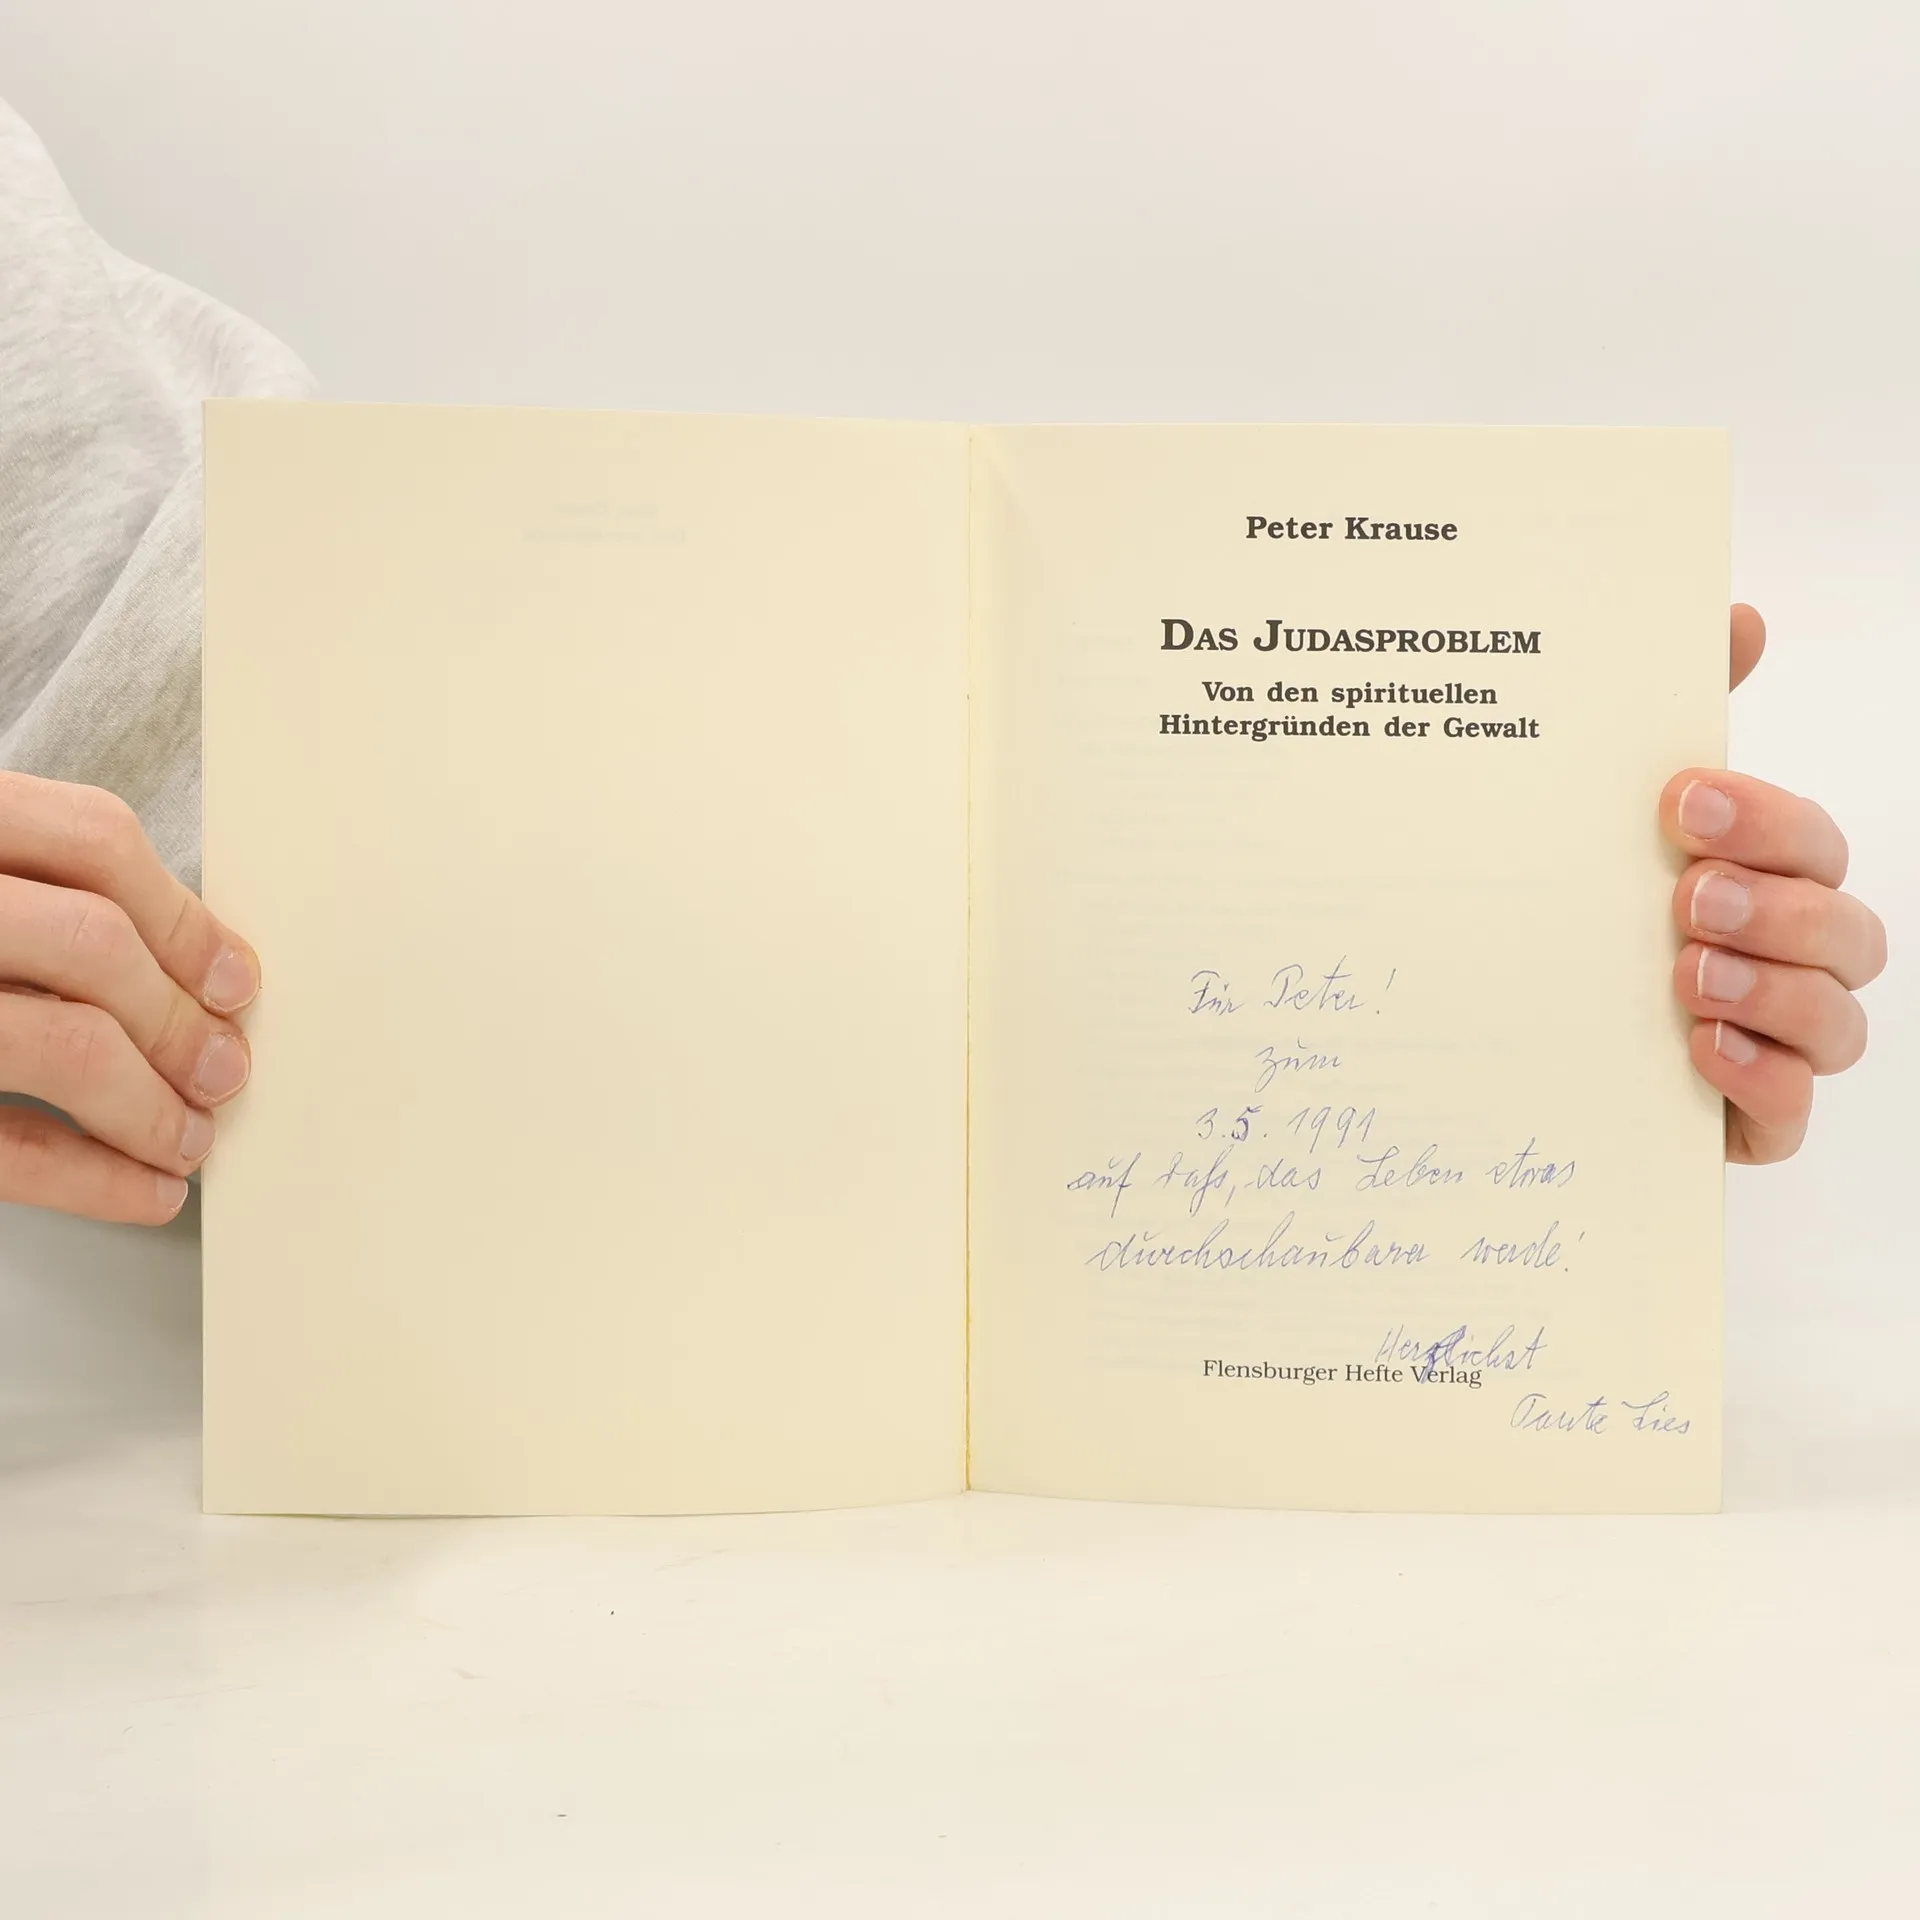 Peter Krause
DAS JUDASPROBLEM
Von den spirituellen
Hintergründen der Gewalt
Für Peter!
zum
3.5.1991
auf daß, das Leben etwas
durchschaubarer werde!
Herzlichst
Flensburger Hefte Verlag
Tante Lies